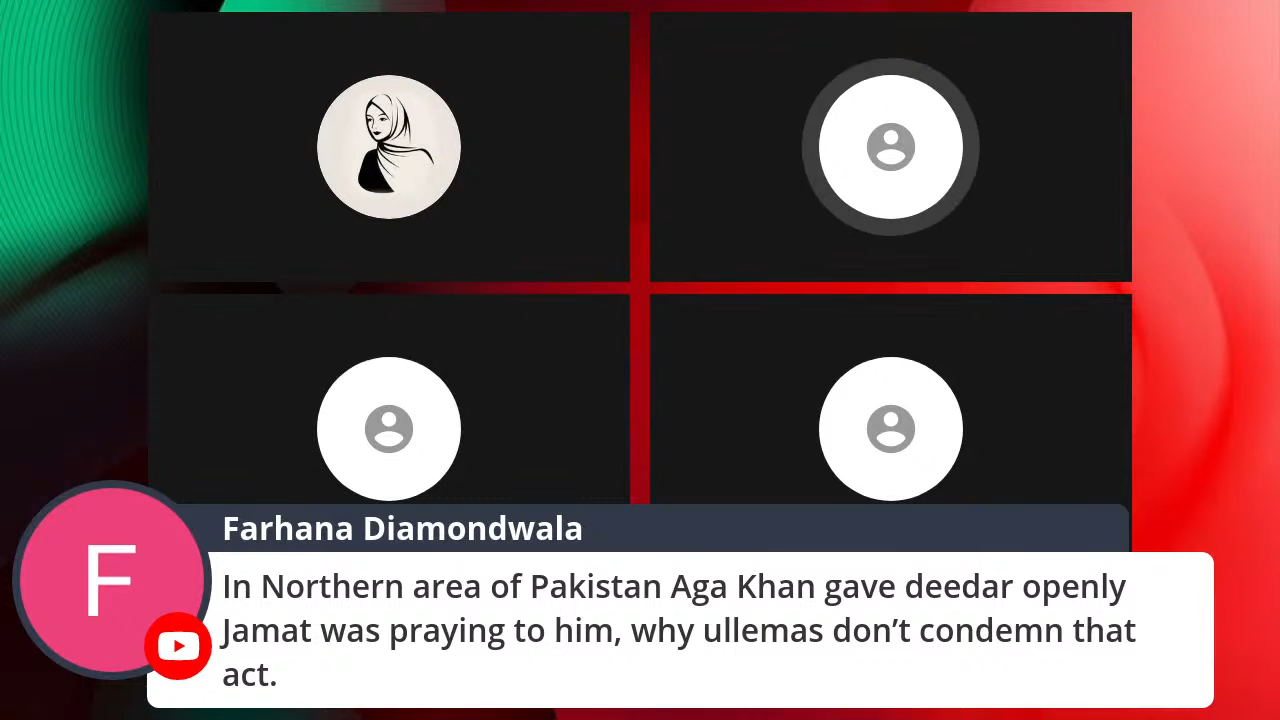 Farhana Diamondwala
F
In Northern area of Pakistan Aga Khan gave deedar openly
Jamat was praying to him, why ullemas don’t condemn that
act.